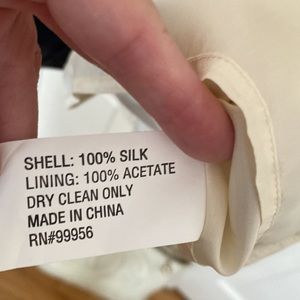 SHELL: 100% SILK
LINING: 100% ACETATE
DRY CLEAN ONLY
MADE IN CHINA
RN#99956